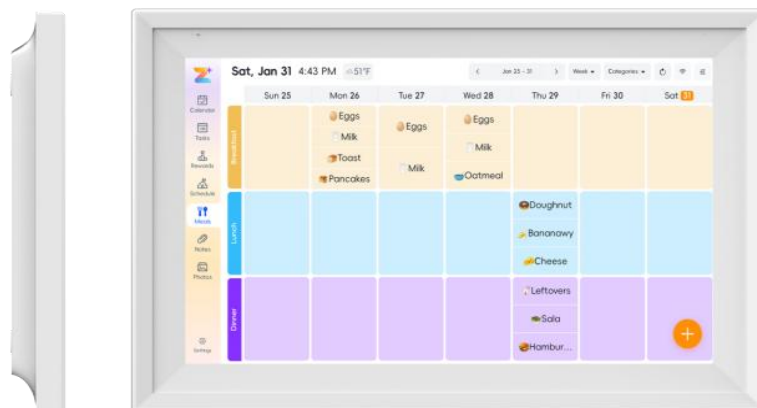 Sat, Jan 31 4:43 PM 51°F
Jan 25 - 31 Week Categories
Sun 25 Mon 26 Tue 27 Wed 28 Thu 29 Fri 30 Sat 31
Calendar
Tasks
Rewards
Schedule
Meals
Notes
Photos
Settings
Breakfast
Eggs
Milk
Toast
Pancakes
Eggs
Milk
Eggs
Milk
Oatmeal
Lunch
Doughnut
Bananawy
Cheese
Dinner
Leftovers
Sala
Hambur...